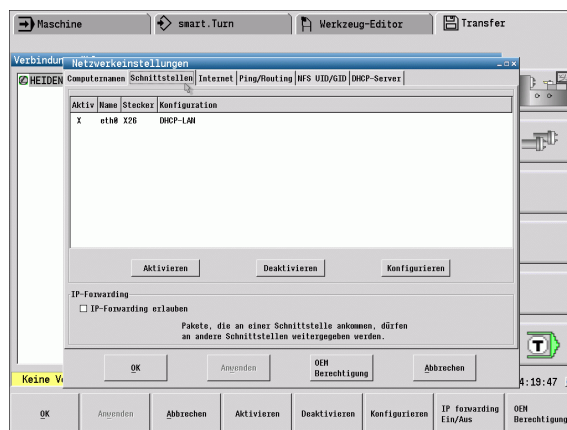 Maschine
smart.Turn
Werkzeug-Editor
Transfer
Netzwerkeinstellungen
HEIDEN
Computernamen Schnittstellen Internet Ping/Routing NFS UID/GID DHCP-Server
Aktiv Name Stecker Konfiguration
X eth0 X26 DHCP-LAN
Aktivieren Deaktivieren Konfigurieren
IP-Forwarding
IP-Forwarding erlauben
Pakete, die an einer Schnittstelle ankommen, dürfen
an andere Schnittstellen weitergegeben werden.
OK Anwenden OEM Berechtigung Abbrechen
T
Keine
4:19:47
OK Anwenden Abbrechen Aktivieren Deaktivieren Konfigurieren IP forwarding Ein/Aus OEM Berechtigung